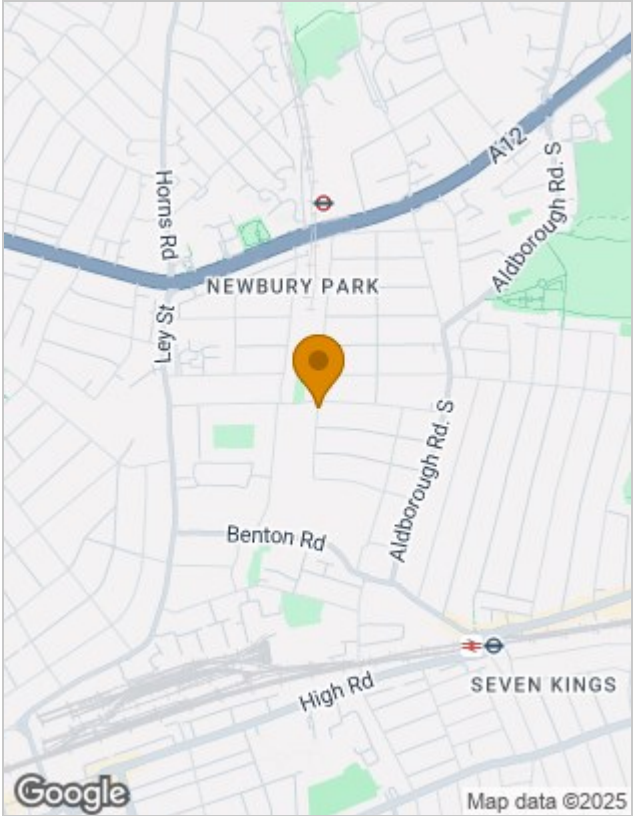 A12
Horns Rd
Aldborough Rd. S
NEWBURY PARK
Ley St
Aldborough Rd. S
Benton Rd
High Rd
SEVEN KINGS
Google
Map data ©2025